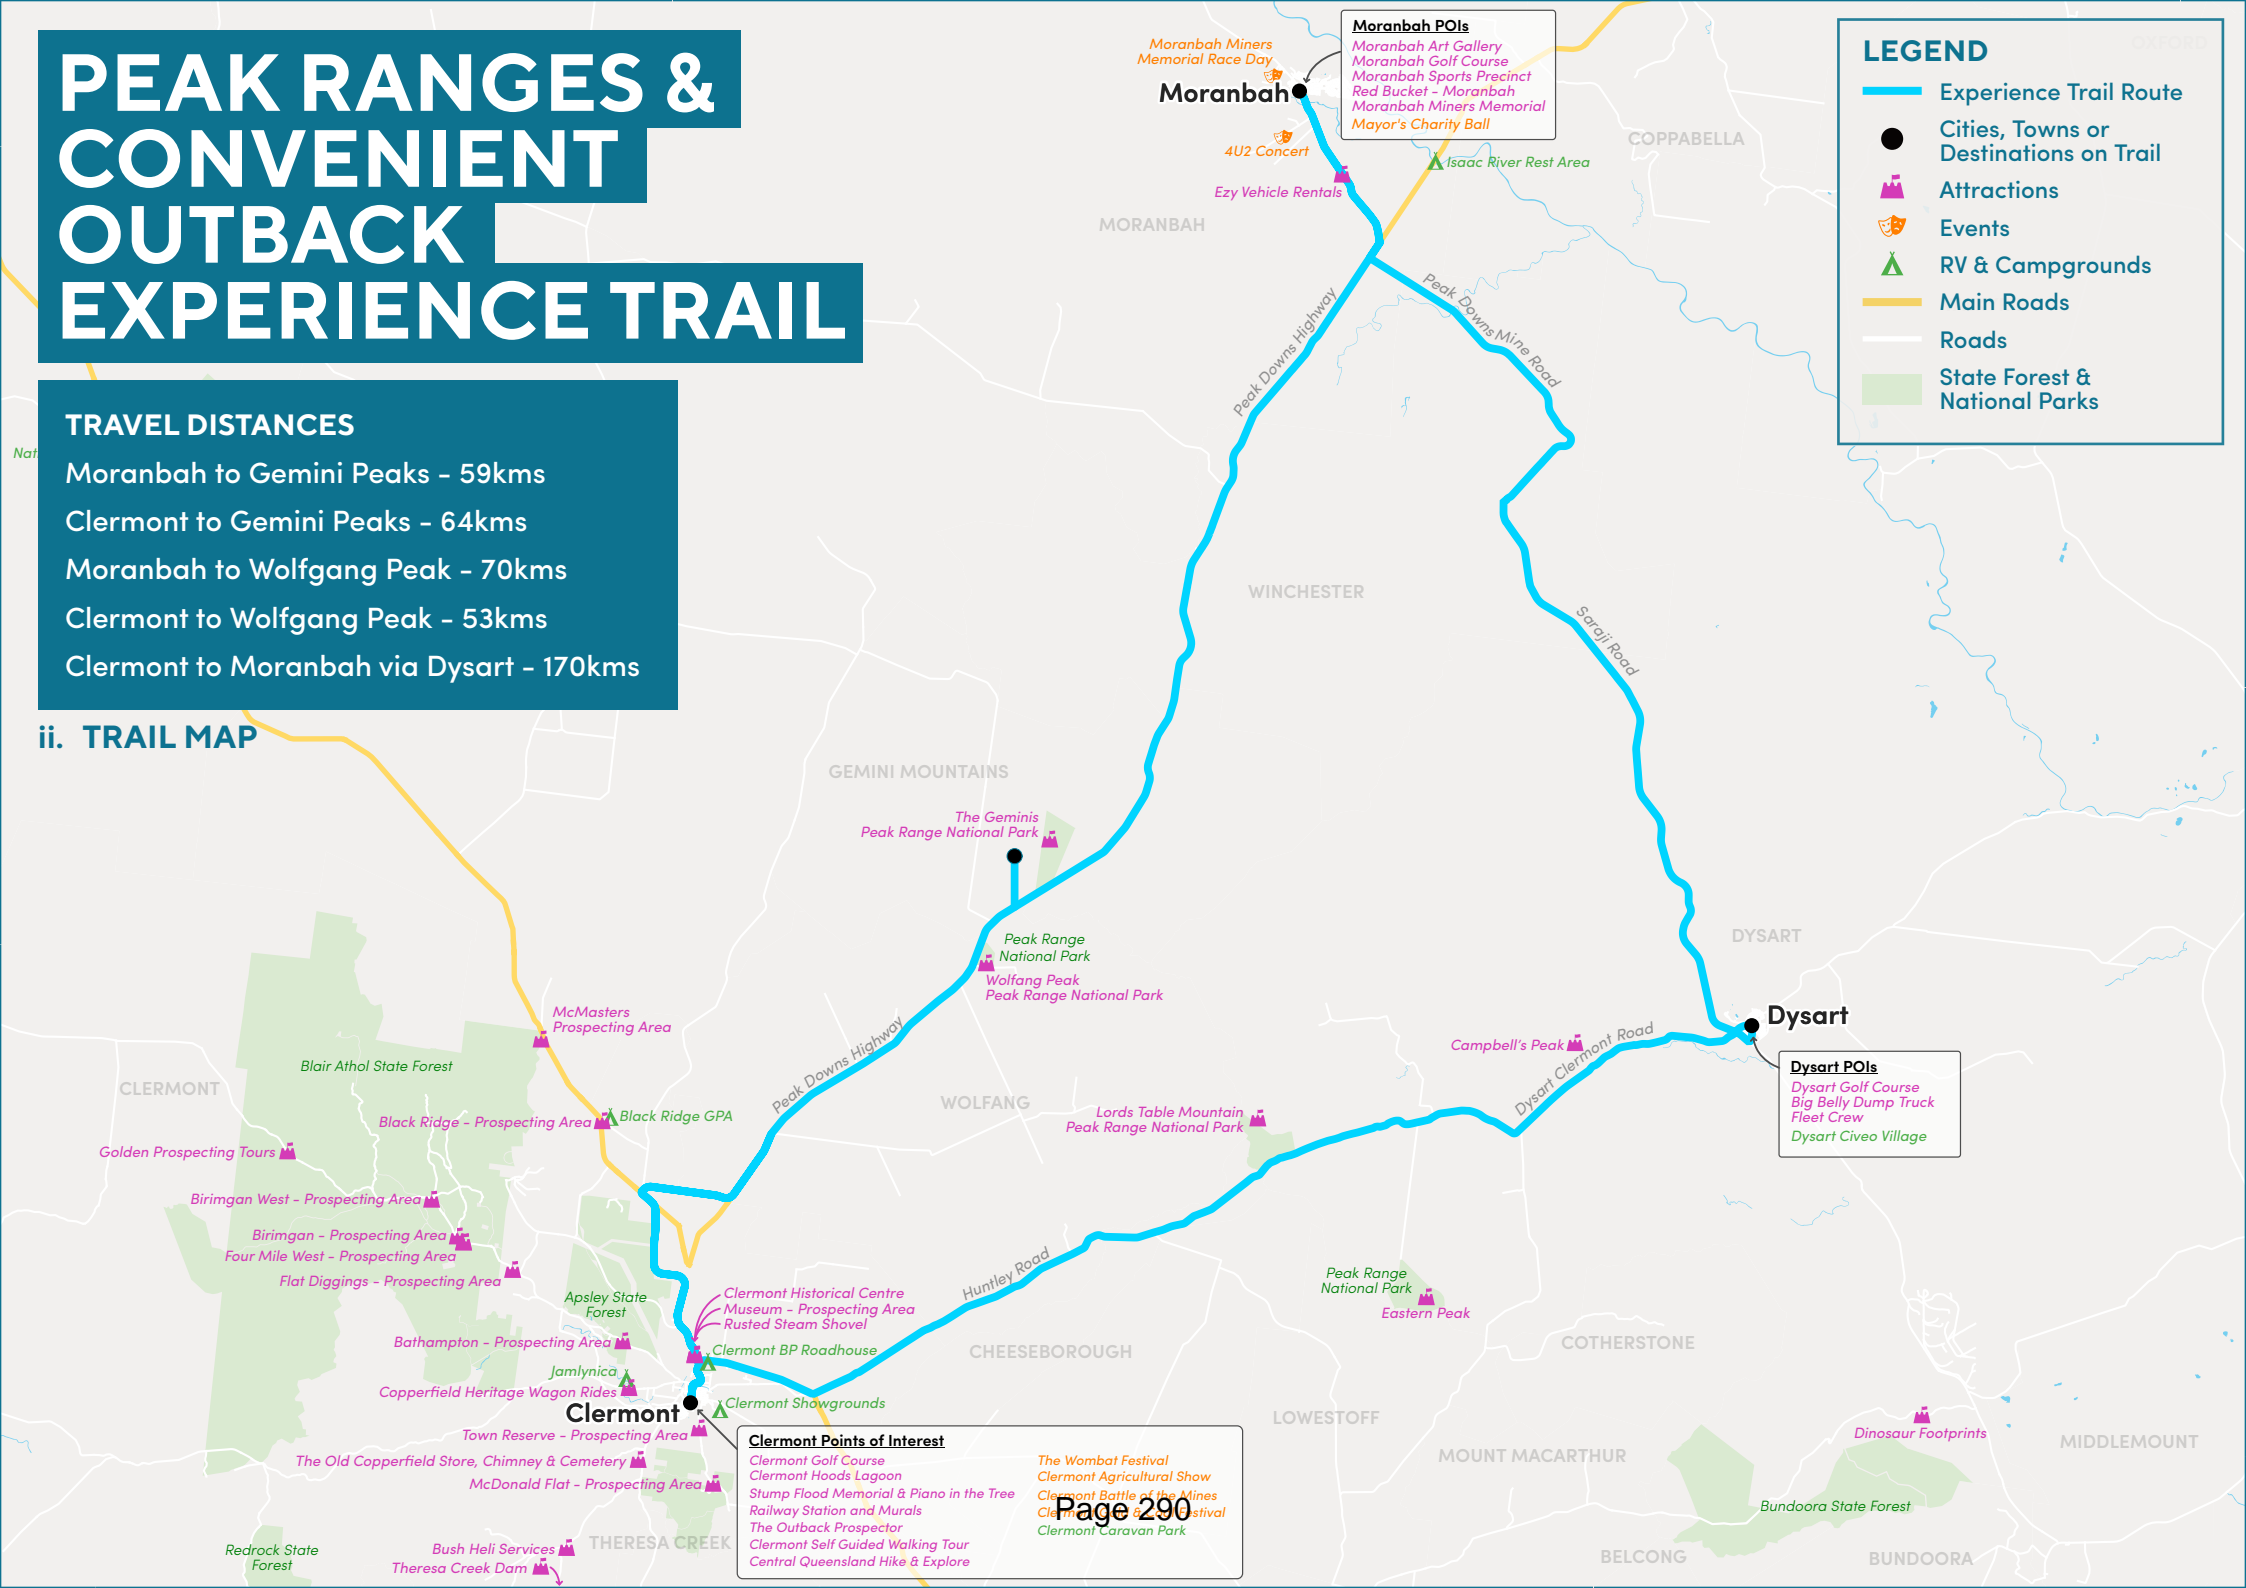 PEAK RANGES &
CONVENIENT
OUTBACK
EXPERIENCE TRAIL
TRAVEL DISTANCES
Moranbah to Gemini Peaks - 59kms
Clermont to Gemini Peaks - 64kms
Moranbah to Wolfgang Peak - 70kms
Clermont to Wolfgang Peak - 53kms
Clermont to Moranbah via Dysart - 170kms
ii. TRAIL MAP
LEGEND
Experience Trail Route
Cities, Towns or
Destinations on Trail
Attractions
Events
RV & Campgrounds
Main Roads
Roads
State Forest &
National Parks
OXFORD
Moranbah Miners
Memorial Race Day
Moranbah
Moranbah POIs
Moranbah Art Gallery
Moranbah Golf Course
Moranbah Sports Precinct
Red Bucket - Moranbah
Moranbah Miners Memorial
Mayor's Charity Ball
4U2 Concert
Ezy Vehicle Rentals
Isaac River Rest Area
COPPABELLA
MORANBAH
Peak Downs Highway
Peak Downs Mine Road
Nat
WINCHESTER
Saraji Road
GEMINI MOUNTAINS
The Geminis
Peak Range National Park
Peak Range
National Park
Wolfang Peak
Peak Range National Park
DYSART
Dysart
Dysart POIs
Dysart Golf Course
Big Belly Dump Truck
Fleet Crew
Dysart Civeo Village
Campbell's Peak
Dysart Clermont Road
McMasters
Prospecting Area
Blair Athol State Forest
CLERMONT
Peak Downs Highway
WOLFANG
Black Ridge - Prospecting Area
Black Ridge GPA
Lords Table Mountain
Peak Range National Park
Golden Prospecting Tours
Birimgan West - Prospecting Area
Birimgan - Prospecting Area
Four Mile West - Prospecting Area
Flat Diggings - Prospecting Area
Huntley Road
Peak Range
National Park
Eastern Peak
Apsley State
Forest
Clermont Historical Centre
Museum - Prospecting Area
Rusted Steam Shovel
Bathampton - Prospecting Area
Clermont BP Roadhouse
CHEESEBOROUGH
COTHERSTONE
Jamlynica
Copperfield Heritage Wagon Rides
Clermont
Clermont Showgrounds
LOWESTOFF
Dinosaur Footprints
MIDDLEMOUNT
MOUNT MACARTHUR
Town Reserve - Prospecting Area
The Old Copperfield Store, Chimney & Cemetery
McDonald Flat - Prospecting Area
Clermont Points of Interest
Clermont Golf Course
Clermont Hoods Lagoon
Stump Flood Memorial & Piano in the Tree
Railway Station and Murals
The Outback Prospector
Clermont Self Guided Walking Tour
Central Queensland Hike & Explore
The Wombat Festival
Clermont Agricultural Show
Clermont Battle of the Mines
Clermont Gold & Coal Festival
Clermont Caravan Park
Page 290
Bundoora State Forest
THERESA CREEK
Redrock State
Forest
Bush Heli Services
Theresa Creek Dam
BELCONG
BUNDOORA